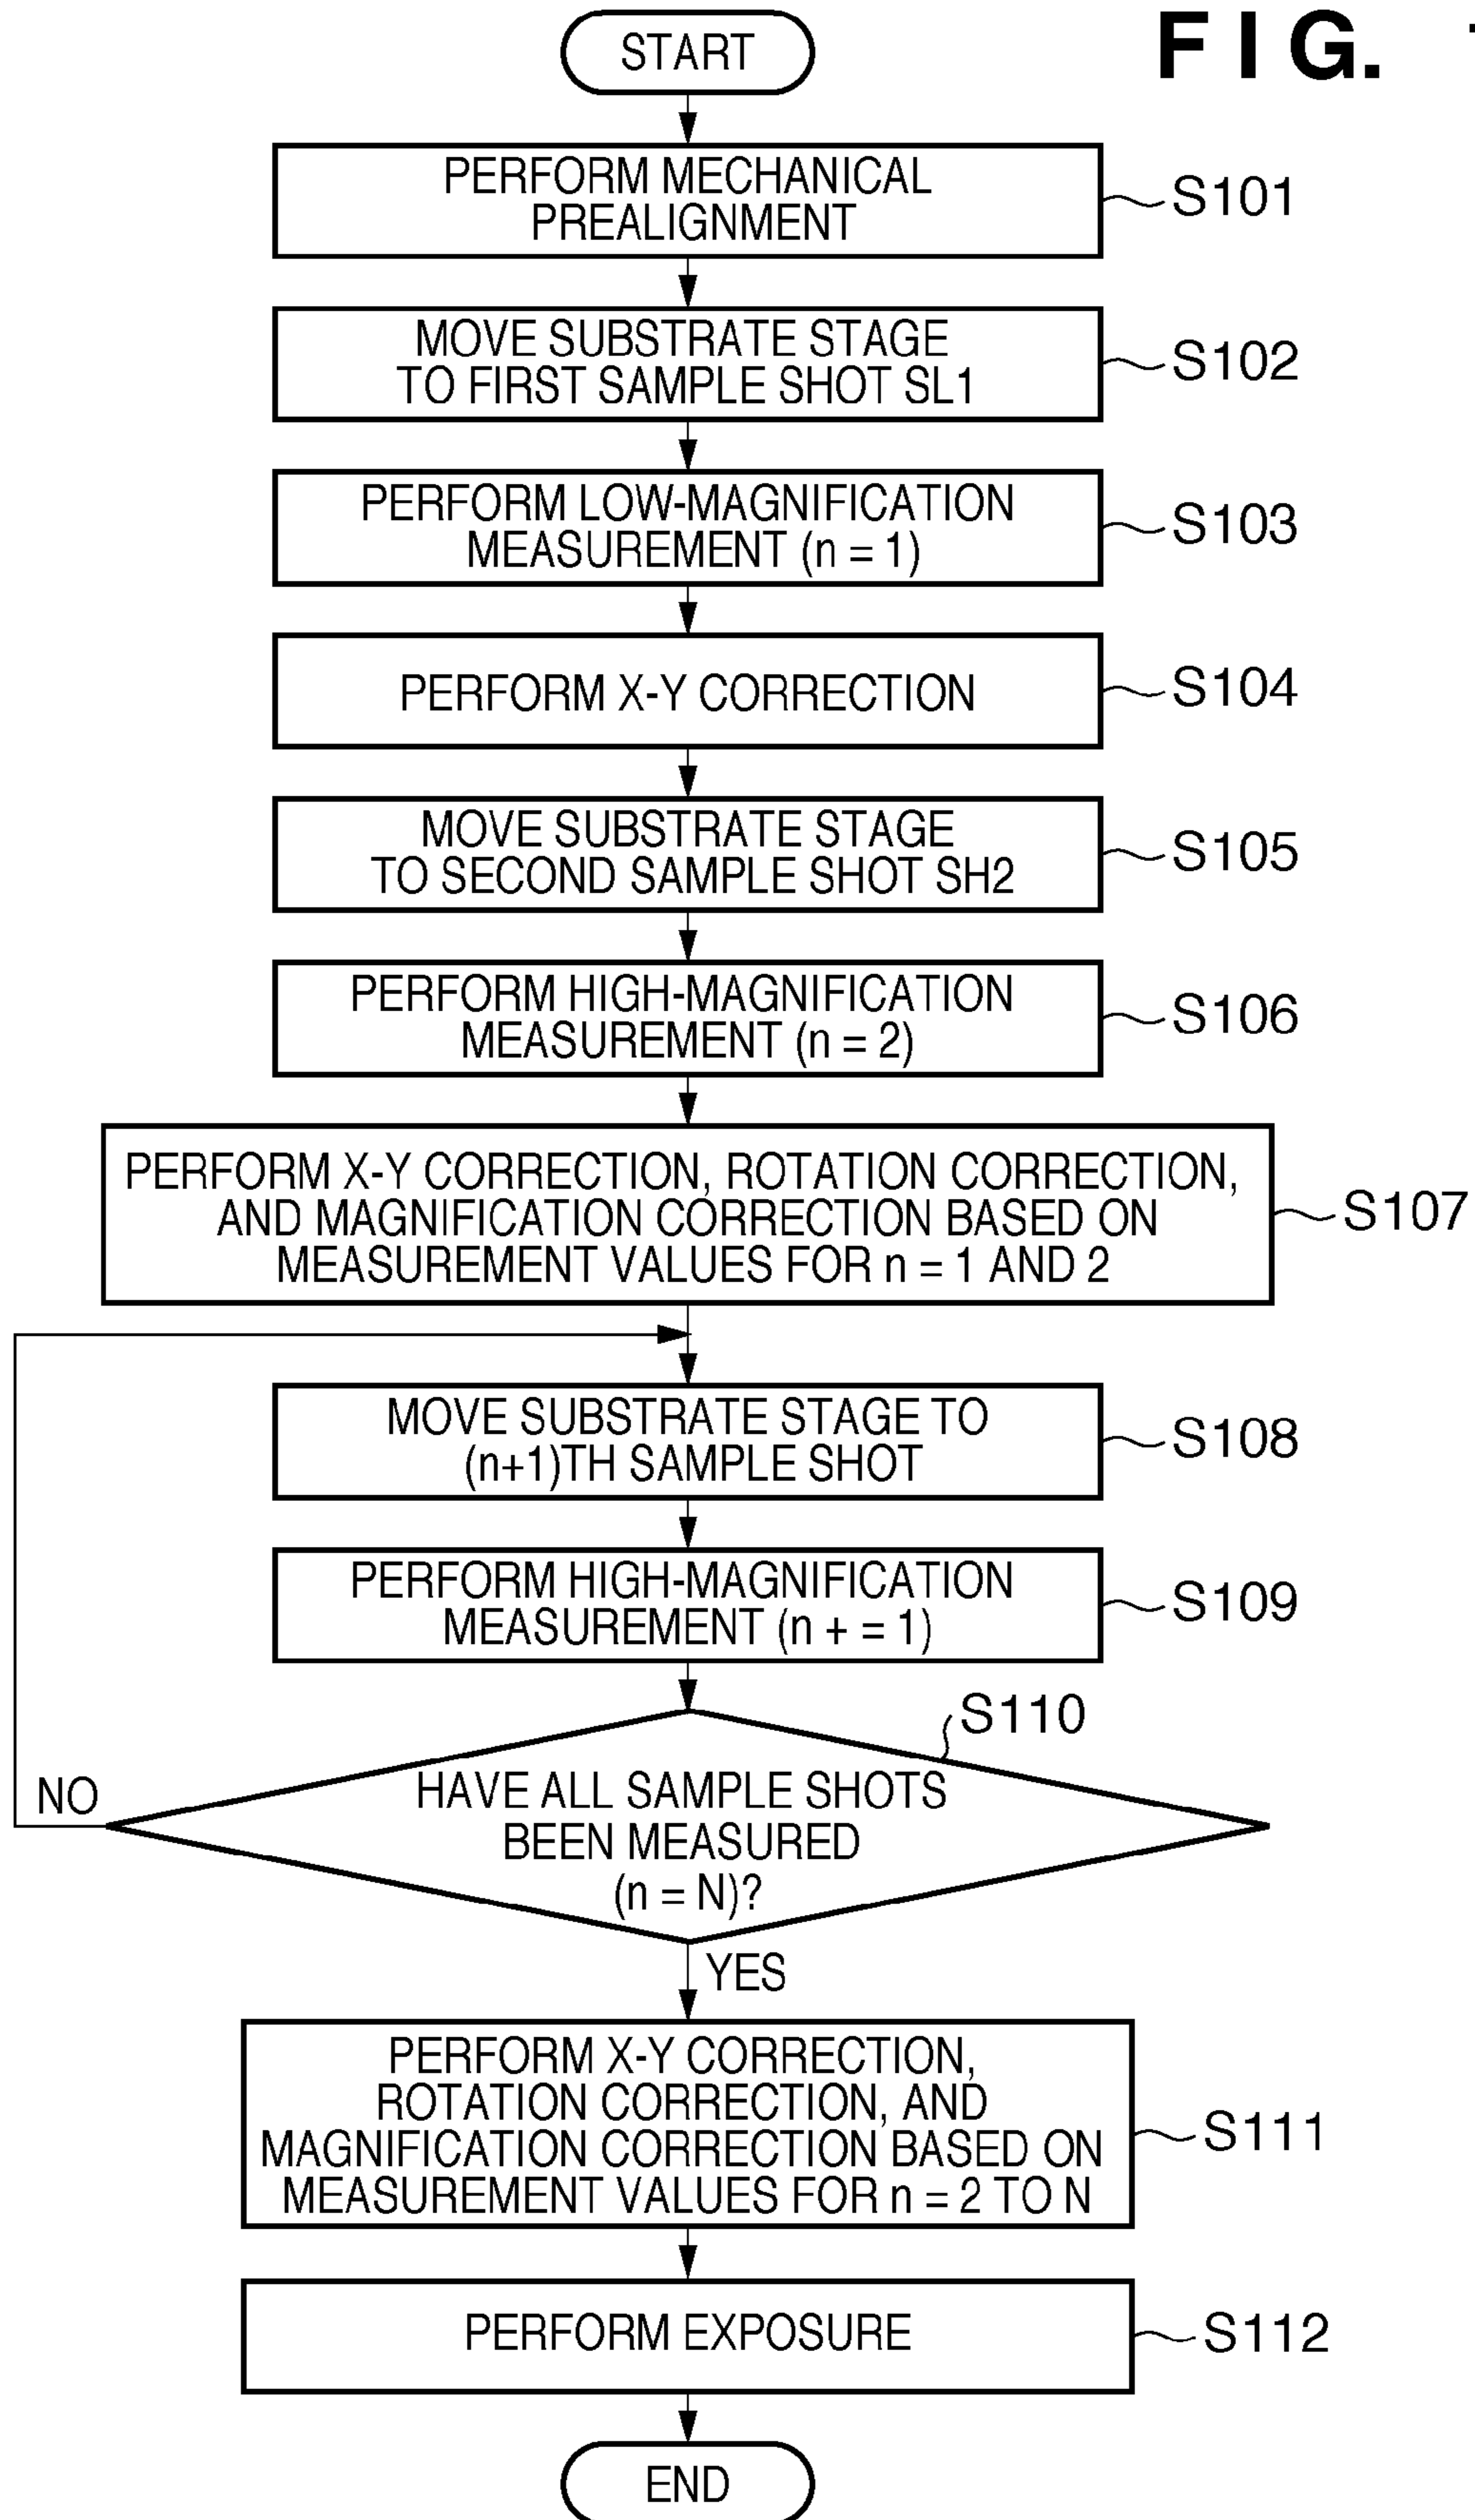 FIG.
START
PERFORM MECHANICAL
PREALIGNMENT
S101
MOVE SUBSTRATE STAGE
TO FIRST SAMPLE SHOT SL1
S102
PERFORM LOW-MAGNIFICATION
MEASUREMENT (n = 1)
S103
PERFORM X-Y CORRECTION
S104
MOVE SUBSTRATE STAGE
TO SECOND SAMPLE SHOT SH2
S105
PERFORM HIGH-MAGNIFICATION
MEASUREMENT (n = 2)
S106
PERFORM X-Y CORRECTION, ROTATION CORRECTION,
AND MAGNIFICATION CORRECTION BASED ON
MEASUREMENT VALUES FOR n = 1 AND 2
S107
MOVE SUBSTRATE STAGE TO
(n+1)TH SAMPLE SHOT
S108
PERFORM HIGH-MAGNIFICATION
MEASUREMENT (n + = 1)
S109
S110
HAVE ALL SAMPLE SHOTS
BEEN MEASURED
(n = N)?
NO
YES
PERFORM X-Y CORRECTION,
ROTATION CORRECTION, AND
MAGNIFICATION CORRECTION BASED ON
MEASUREMENT VALUES FOR n = 2 TO N
S111
PERFORM EXPOSURE
S112
END